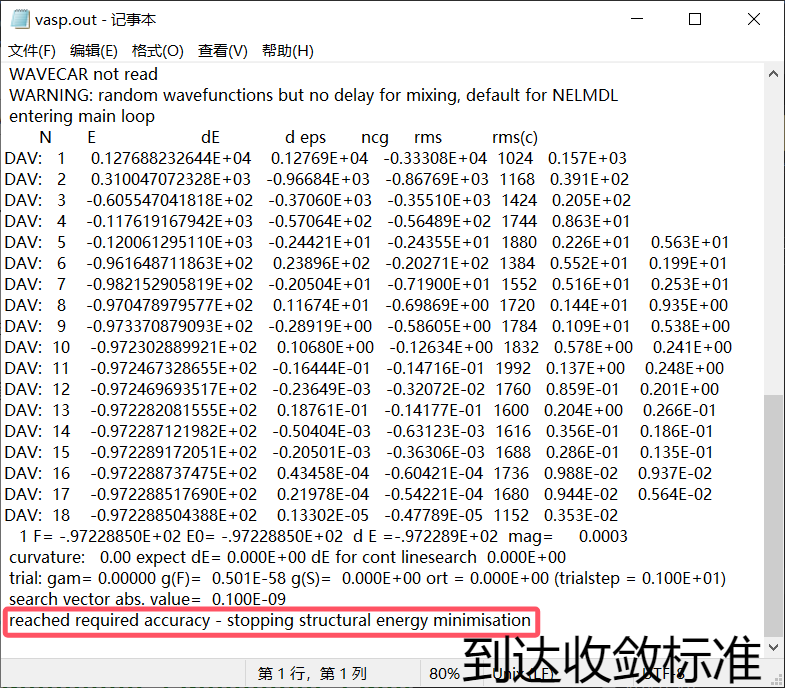 vasp.out - 记事本
文件(F) 编辑(E) 格式(O) 查看(V) 帮助(H)
WAVECAR not read
WARNING: random wavefunctions but no delay for mixing, default for NELMDL
entering main loop
N E dE d eps ncg rms rms(c)
DAV: 1 0.127688232644E+04 0.12769E+04 -0.33308E+04 1024 0.157E+03
DAV: 2 0.310047072328E+03 -0.96684E+03 -0.86769E+03 1168 0.391E+02
DAV: 3 -0.605547041818E+02 -0.37060E+03 -0.35510E+03 1424 0.205E+02
DAV: 4 -0.117619167942E+03 -0.57064E+02 -0.56489E+02 1744 0.863E+01
DAV: 5 -0.120061295110E+03 -0.24421E+01 -0.24355E+01 1880 0.226E+01 0.563E+01
DAV: 6 -0.961648711863E+02 0.23896E+02 -0.20271E+02 1384 0.552E+01 0.199E+01
DAV: 7 -0.982152905819E+02 -0.20504E+01 -0.71900E+01 1552 0.516E+01 0.253E+01
DAV: 8 -0.970478979577E+02 0.11674E+01 -0.69869E+00 1720 0.144E+01 0.935E+00
DAV: 9 -0.973370879093E+02 -0.28919E+00 -0.58605E+00 1784 0.109E+01 0.538E+00
DAV: 10 -0.972302889921E+02 0.10680E+00 -0.12634E+00 1832 0.578E+00 0.241E+00
DAV: 11 -0.972467328655E+02 -0.16444E-01 -0.14716E-01 1992 0.137E+00 0.248E+00
DAV: 12 -0.972469693517E+02 -0.23649E-03 -0.32072E-02 1760 0.859E-01 0.201E+00
DAV: 13 -0.972282081555E+02 0.18761E-01 -0.14177E-01 1600 0.204E+00 0.266E-01
DAV: 14 -0.972287121982E+02 -0.50404E-03 -0.63123E-03 1616 0.356E-01 0.186E-01
DAV: 15 -0.972289172051E+02 -0.20501E-03 -0.36306E-03 1688 0.286E-01 0.135E-01
DAV: 16 -0.972288737475E+02 0.43458E-04 -0.60421E-04 1736 0.988E-02 0.937E-02
DAV: 17 -0.972288517690E+02 0.21978E-04 -0.54221E-04 1680 0.944E-02 0.564E-02
DAV: 18 -0.972288504388E+02 0.13302E-05 -0.47789E-05 1152 0.353E-02
1 F= -.97228850E+02 E0= -.97228850E+02 d E =-.972289E+02 mag= 0.0003
curvature: 0.00 expect dE= 0.000E+00 dE for cont linesearch 0.000E+00
trial: gam= 0.00000 g(F)= 0.501E-58 g(S)= 0.000E+00 ort = 0.000E+00 (trialstep = 0.100E+01)
search vector abs. value= 0.100E-09
reached required accuracy - stopping structural energy minimisation
到达收敛标准
第 1 行，第 1 列 80% Unix (LF) UTF-8